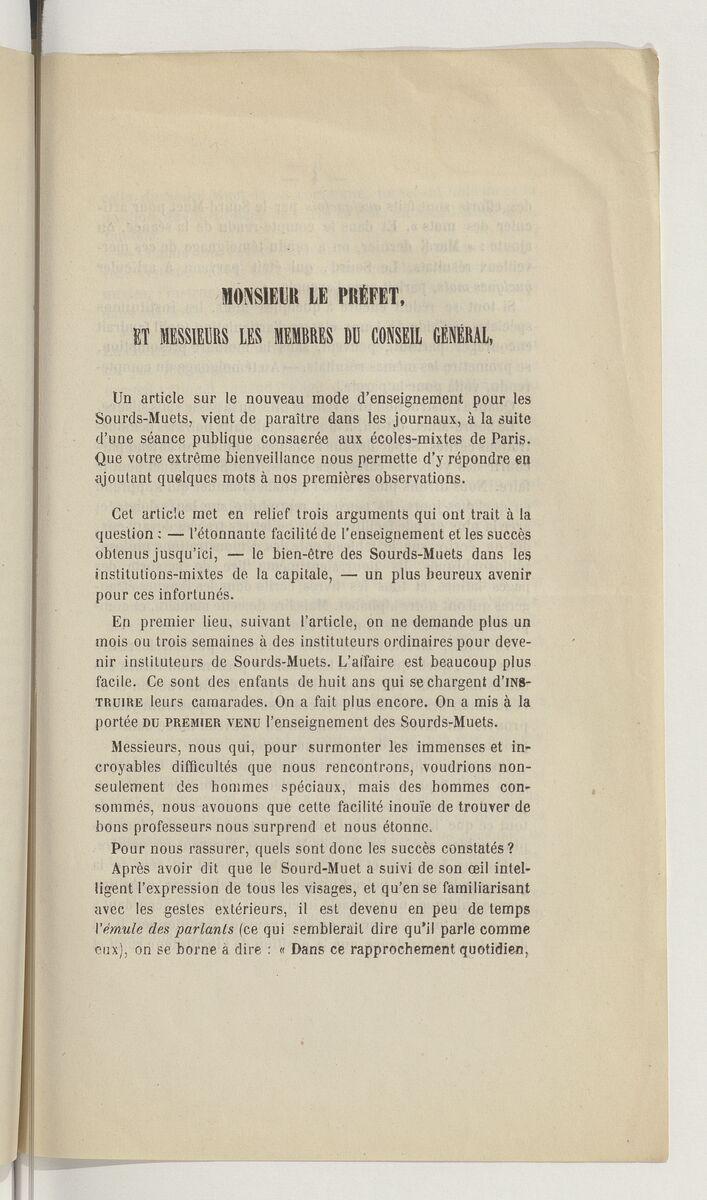 MONSIEUR LE PRÉFET,
ET MESSIEURS LES MEMBRES DU CONSEIL GÉNÉRAL,
Un article sur le nouveau mode d'enseignement pour les
Sourds-Muets, vient de paraître dans les journaux, à la suite
d'une séance publique consacrée aux écoles-mixtes de Paris.
Que votre extrême bienveillance nous permette d'y répondre en
ajoutant quelques mots à nos premières observations.
Cet article met en relief trois arguments qui ont trait à la
question : — l'étonnante facilité de l'enseignement et les succès
obtenus jusqu'ici, — le bien-être des Sourds-Muets dans les
institutions-mixtes de la capitale, — un plus heureux avenir
pour ces infortunés.
En premier lieu, suivant l'article, on ne demande plus un
mois ou trois semaines à des instituteurs ordinaires pour deve-
nir instituteurs de Sourds-Muets. L'affaire est beaucoup plus
facile. Ce sont des enfants de huit ans qui se chargent d'INS-
TRUIRE leurs camarades. On a fait plus encore. On a mis à la
portée DU PREMIER VENU l'enseignement des Sourds-Muets.
Messieurs, nous qui, pour surmonter les immenses et in-
croyables difficultés que nous rencontrons, voudrions non-
seulement des hommes spéciaux, mais des hommes con-
sommés, nous avouons que cette facilité inouïe de trouver de
bons professeurs nous surprend et nous étonne.
Pour nous rassurer, quels sont donc les succès constatés ?
Après avoir dit que le Sourd-Muet a suivi de son œil intel-
ligent l'expression de tous les visages, et qu'en se familiarisant
avec les gestes extérieurs, il est devenu en peu de temps
l'émule des parlants (ce qui semblerait dire qu'il parle comme
eux), on se borne à dire : « Dans ce rapprochement quotidien,